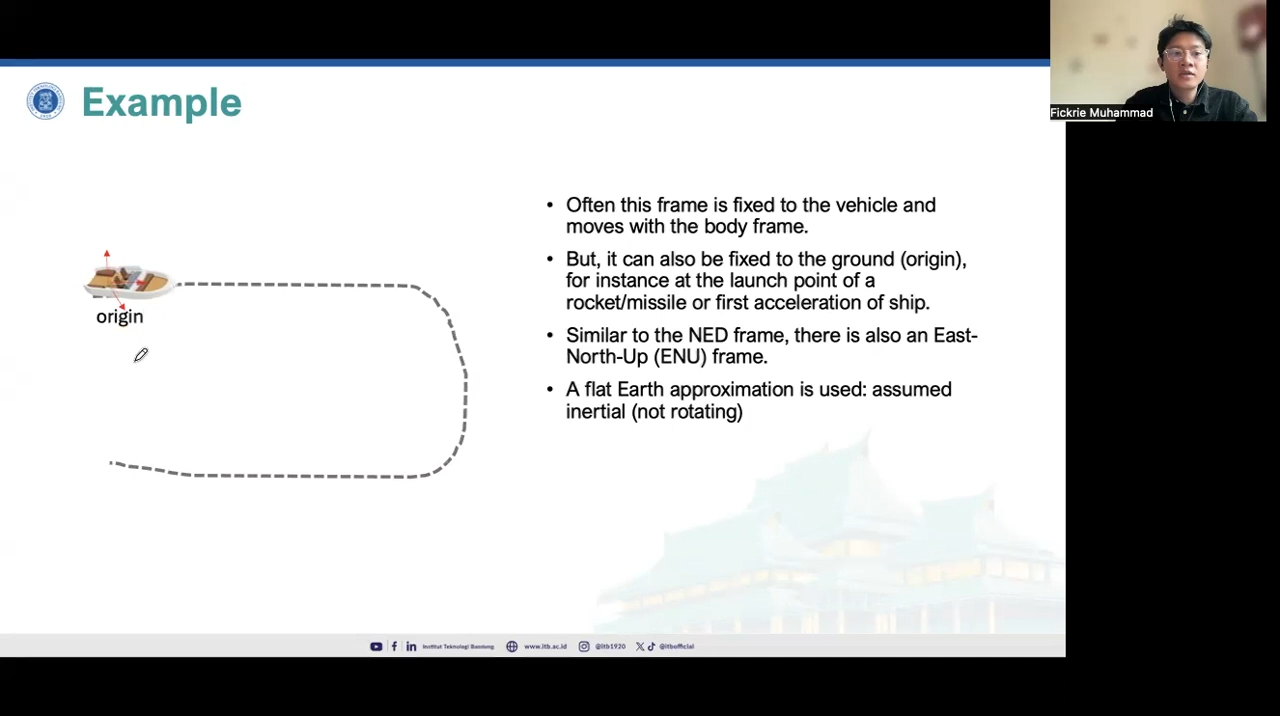 Fickrie Muhammad
Example
origin
• Often this frame is fixed to the vehicle and
moves with the body frame.
• But, it can also be fixed to the ground (origin),
for instance at the launch point of a
rocket/missile or first acceleration of ship.
• Similar to the NED frame, there is also an East-
North-Up (ENU) frame.
• A flat Earth approximation is used: assumed
inertial (not rotating)
Institut Teknologi Bandung www.itb.ac.id @itb1920 @itbofficial